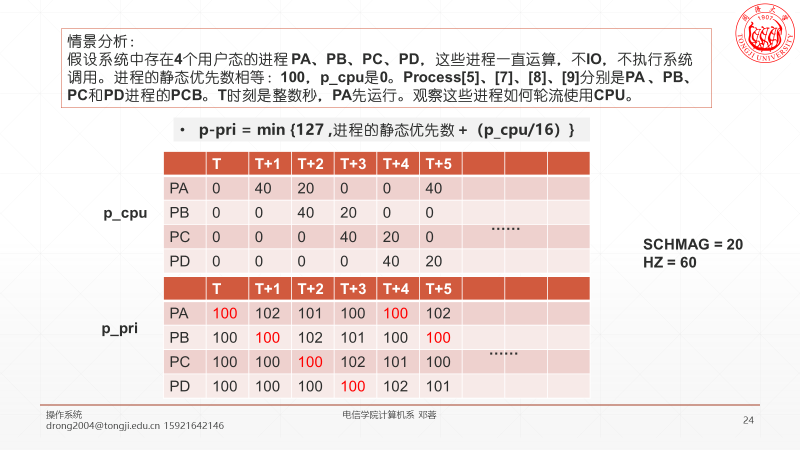 情景分析：
假设系统中存在4个用户态的进程 PA、PB、PC、PD，这些进程一直运算，不IO，不执行系统
调用。进程的静态优先数相等：100，p_cpu是0。Process[5]、[7]、[8]、[9]分别是PA 、PB、
PC和PD进程的PCB。T时刻是整数秒，PA先运行。观察这些进程如何轮流使用CPU。
• p-pri = min {127 ,进程的静态优先数 +（p_cpu/16）}
T T+1 T+2 T+3 T+4 T+5
p_cpu
PA 0 40 20 0 0 40
PB 0 0 40 20 0 0
PC 0 0 0 40 20 0
PD 0 0 0 0 40 20
……
SCHMAG = 20
HZ = 60
T T+1 T+2 T+3 T+4 T+5
p_pri
PA 100 102 101 100 100 102
PB 100 100 102 101 100 100
PC 100 100 100 102 101 100
PD 100 100 100 100 102 101
……
操作系统
drong2004@tongji.edu.cn 15921642146
电信学院计算机系 邓蓉
24
同济大学
1907
TONGJI UNIVERSITY